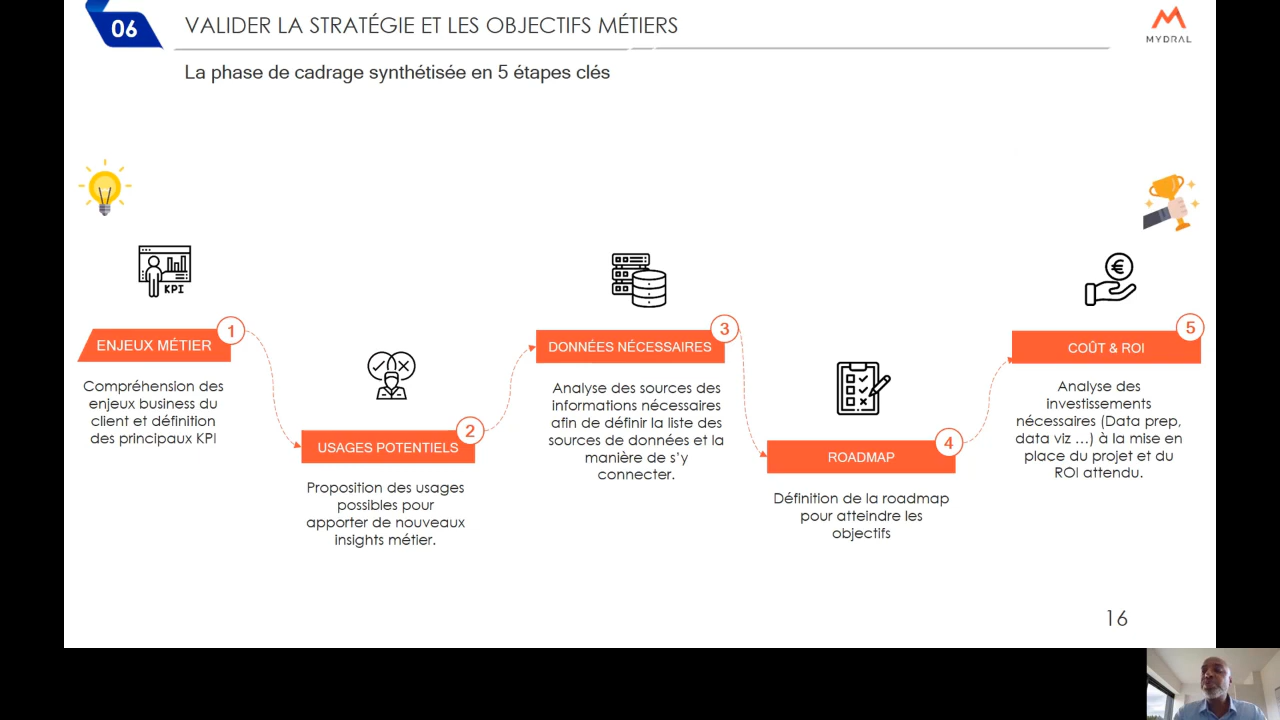 06
VALIDER LA STRATÉGIE ET LES OBJECTIFS MÉTIERS
MYDRAL
La phase de cadrage synthétisée en 5 étapes clés
KPI
1
ENJEUX MÉTIER
Compréhension des
enjeux business du
client et définition
des principaux KPI
2
USAGES POTENTIELS
Proposition des usages
possibles pour
apporter de nouveaux
insights métier.
3
DONNÉES NÉCESSAIRES
Analyse des sources des
informations nécessaires
afin de définir la liste des
sources de données et la
manière de s'y
connecter.
4
ROADMAP
Définition de la roadmap
pour atteindre les
objectifs
€
5
COÛT & ROI
Analyse des
investissements
nécessaires (Data prep,
data viz ...) à la mise en
place du projet et du
ROI attendu.
16